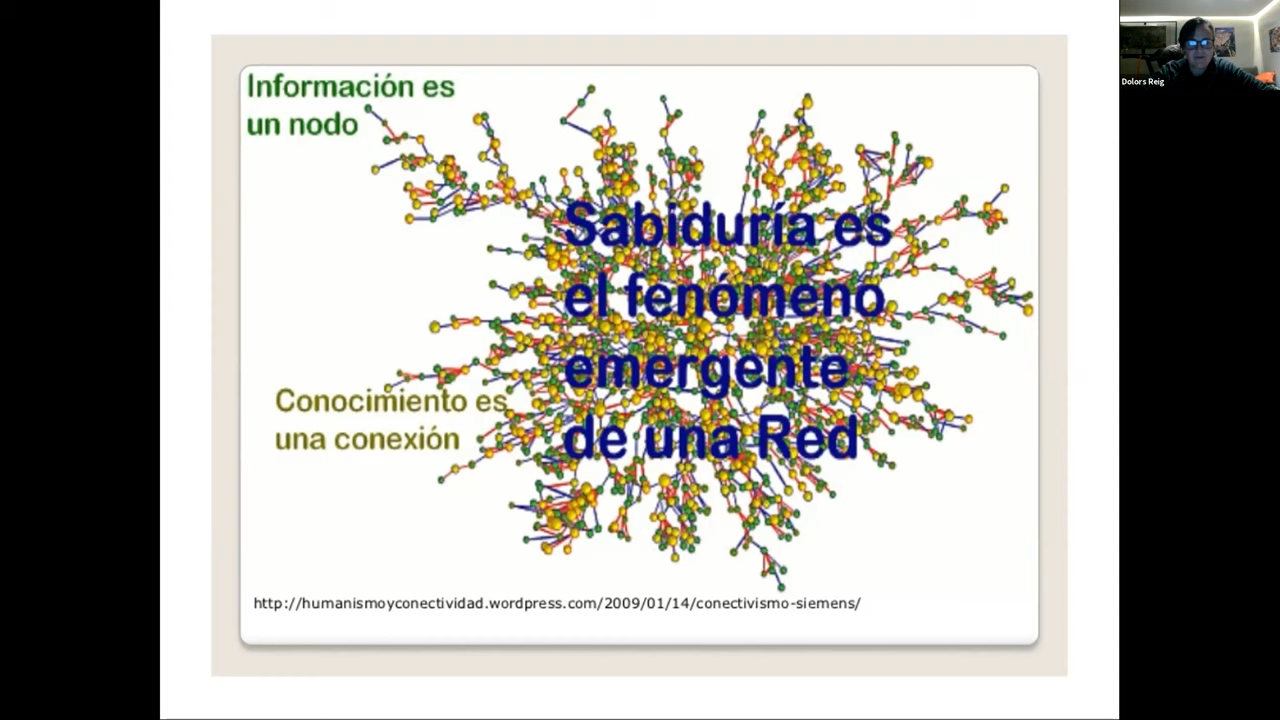 Información es
un nodo
Sabiduría es
el fenómeno
emergente
de una Red
Conocimiento es
una conexión
http://humanismoyconectividad.wordpress.com/2009/01/14/conectivismo-siemens/
Dolors Reig